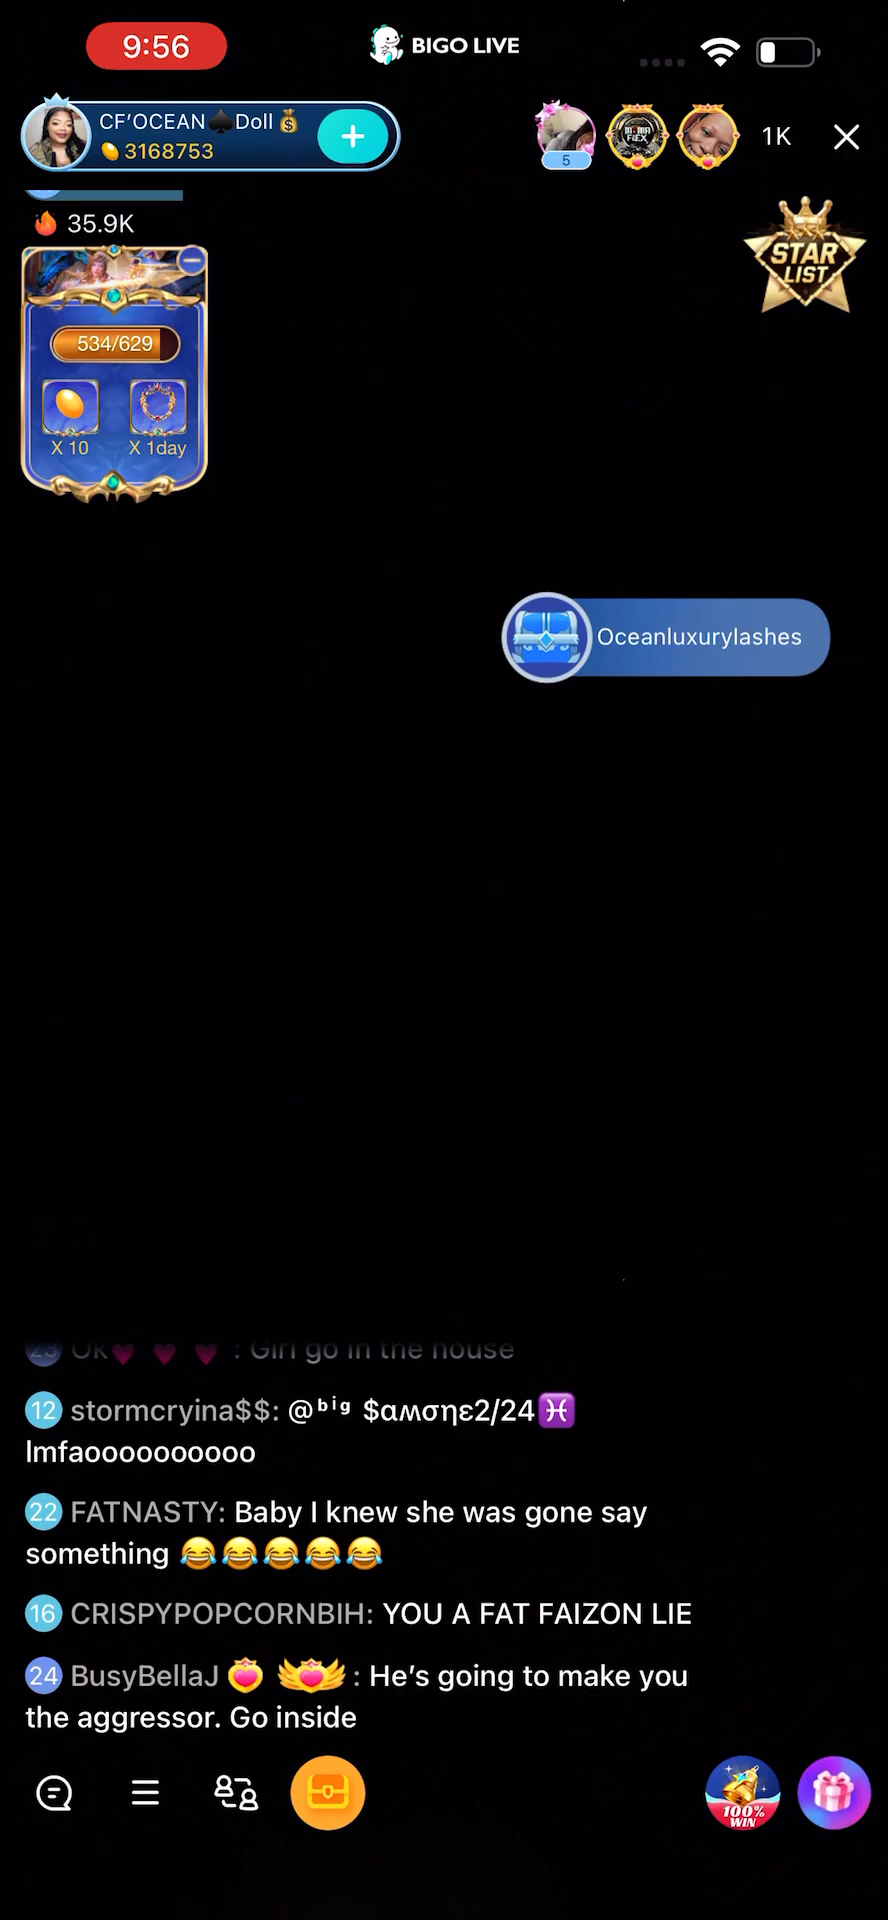 9:56
BIGO LIVE
CF'OCEAN♠️Doll💰
3168753
5
1K
35.9K
STAR
LIST
534/629
X 10
X 1day
Oceanluxurylashes
23 Ok♥️ ♥️ ♥️ : Girl go in the house
12 stormcryina$$: @ᵇⁱᵍ $αʍσηε2/24♓
lmfaoooooooooo
22 FATNASTY: Baby I knew she was gone say
something 😂😂😂😂😂
16 CRISPYPOPCORNBIH: YOU A FAT FAIZON LIE
24 BusyBellaJ : He's going to make you
the aggressor. Go inside
100%
WIN